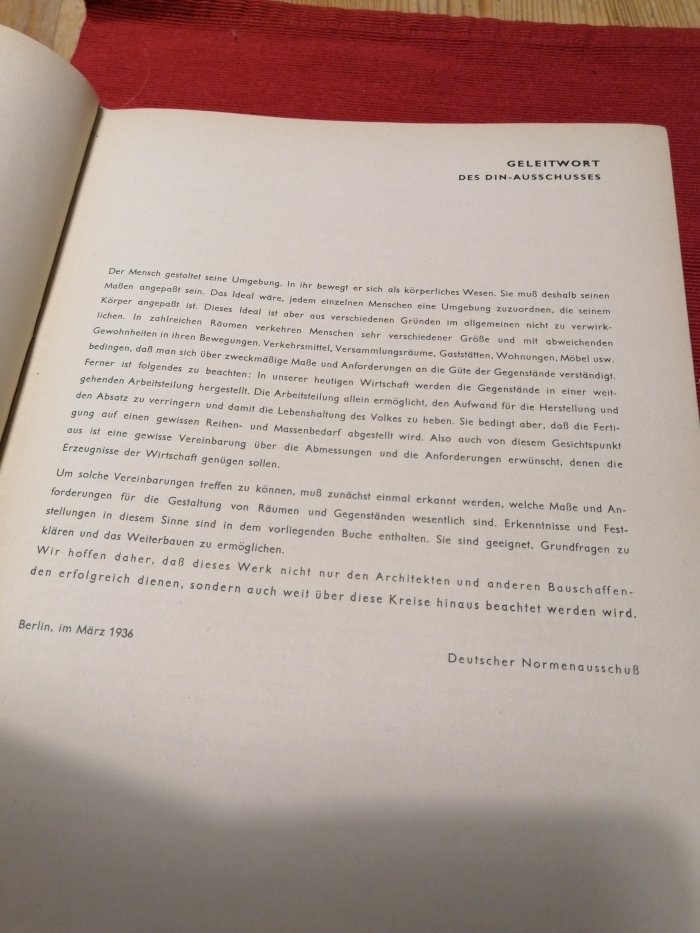 GELEITWORT
DES DIN-AUSSCHUSSES
Der Mensch gestaltet seine Umgebung. In ihr bewegt er sich als körperliches Wesen. Sie muß deshalb seinen
Maßen angepaßt sein. Das Ideal wäre, jedem einzelnen Menschen eine Umgebung zuzuordnen, die seinem
Körper angepaßt ist. Dieses Ideal ist aber aus verschiedenen Gründen im allgemeinen nicht zu verwirk-
lichen. In zahlreichen Räumen verkehren Menschen sehr verschiedener Größe und mit abweichenden
Gewohnheiten in ihren Bewegungen. Verkehrsmittel, Versammlungsräume, Gaststätten, Wohnungen, Möbel usw.
bedingen, daß man sich über zweckmäßige Maße und Anforderungen an die Güte der Gegenstände verständigt.
Ferner ist folgendes zu beachten: In unserer heutigen Wirtschaft werden die Gegenstände in einer weit-
gehenden Arbeitsteilung hergestellt. Die Arbeitsteilung allein ermöglicht, den Aufwand für die Herstellung und
den Absatz zu verringern und damit die Lebenshaltung des Volkes zu heben. Sie bedingt aber, daß die Ferti-
gung auf einen gewissen Reihen- und Massenbedarf abgestellt wird. Also auch von diesem Gesichtspunkt
aus ist eine gewisse Vereinbarung über die Abmessungen und die Anforderungen erwünscht, denen die
Erzeugnisse der Wirtschaft genügen sollen.
Um solche Vereinbarungen treffen zu können, muß zunächst einmal erkannt werden, welche Maße und An-
forderungen für die Gestaltung von Räumen und Gegenständen wesentlich sind. Erkenntnisse und Fest-
stellungen in diesem Sinne sind in dem vorliegenden Buche enthalten. Sie sind geeignet, Grundfragen zu
klären und das Weiterbauen zu ermöglichen.
Wir hoffen daher, daß dieses Werk nicht nur den Architekten und anderen Bauschaffen-
den erfolgreich dienen, sondern auch weit über diese Kreise hinaus beachtet werden wird.
Berlin, im März 1936
Deutscher Normenausschuß